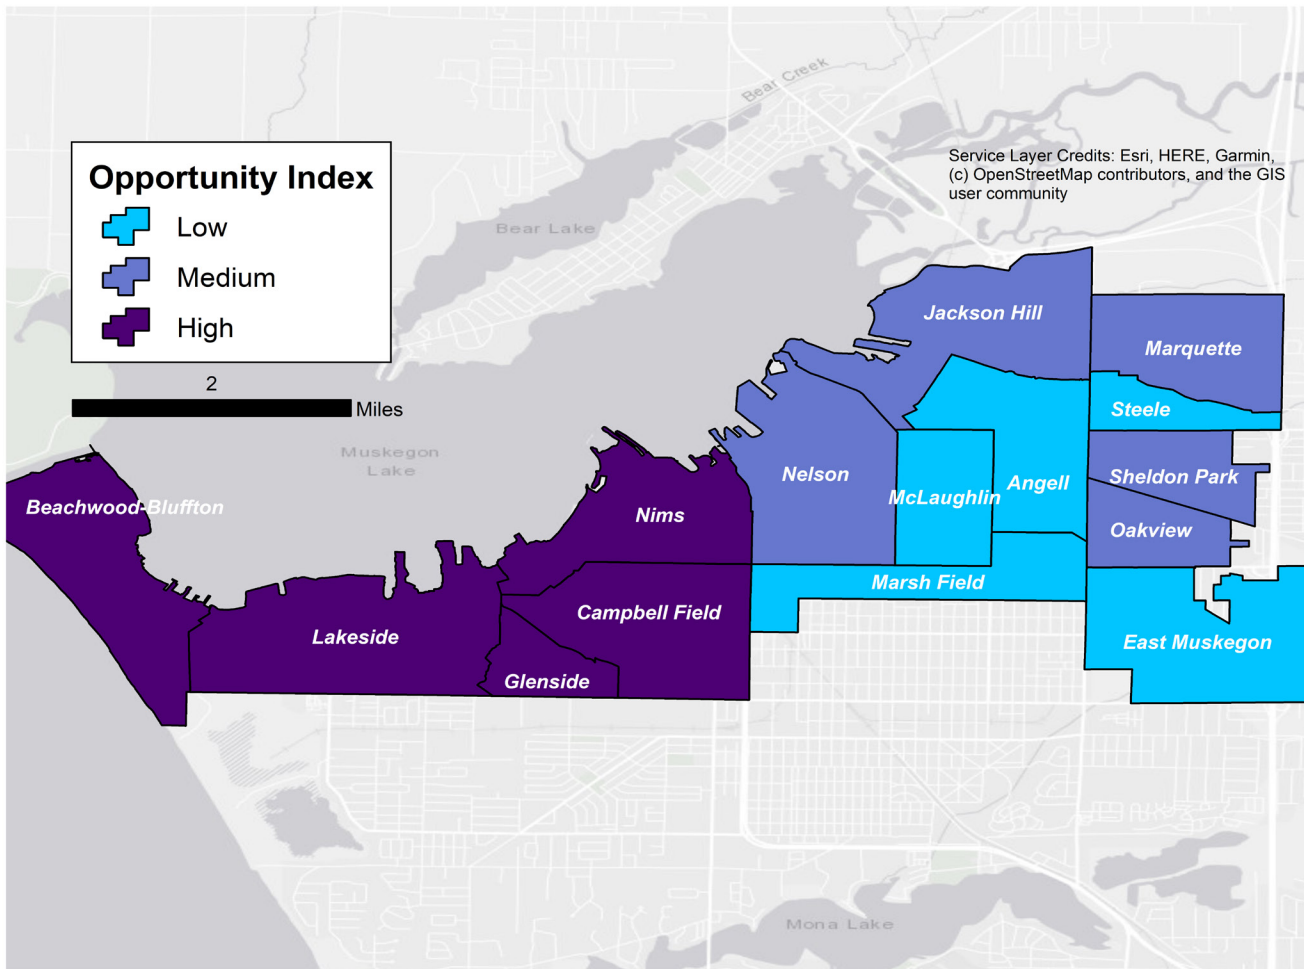 Bear Creek
Service Layer Credits: Esri, HERE, Garmin,
(c) OpenStreetMap contributors, and the GIS
user community
Opportunity Index
Low
Medium
High
Bear Lake
2
Miles
Jackson Hill
Marquette
Steele
Muskegon
Lake
Nelson
McLaughlin
Angell
Sheldon Park
Oakview
Beachwood-Bluffton
Nims
Marsh Field
Campbell Field
Lakeside
East Muskegon
Glenside
Mona Lake